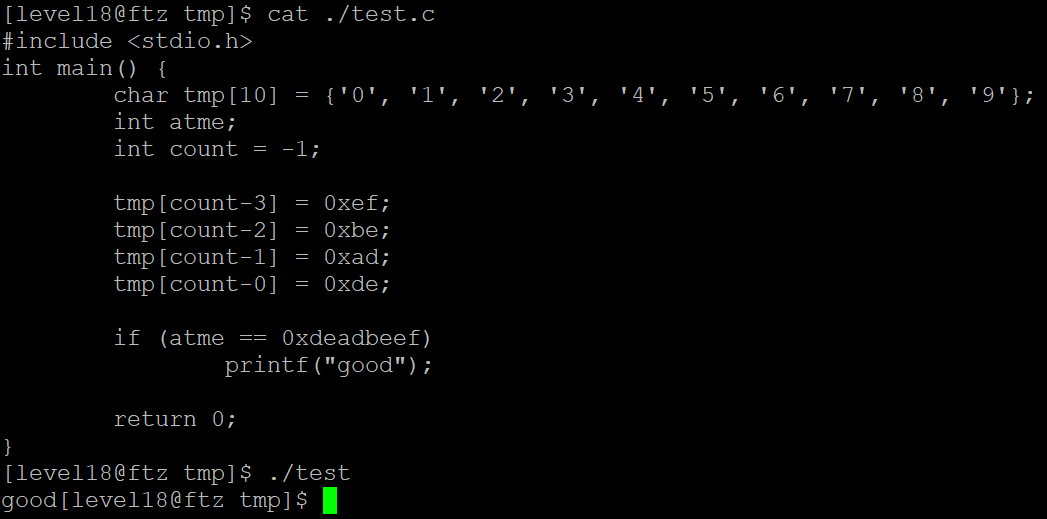 [level18@ftz tmp]$ cat ./test.c
#include <stdio.h>
int main() {
        char tmp[10] = {'0', '1', '2', '3', '4', '5', '6', '7', '8', '9'};
        int atme;
        int count = -1;

        tmp[count-3] = 0xef;
        tmp[count-2] = 0xbe;
        tmp[count-1] = 0xad;
        tmp[count-0] = 0xde;

        if (atme == 0xdeadbeef)
                printf("good");

        return 0;
}
[level18@ftz tmp]$ ./test
good[level18@ftz tmp]$